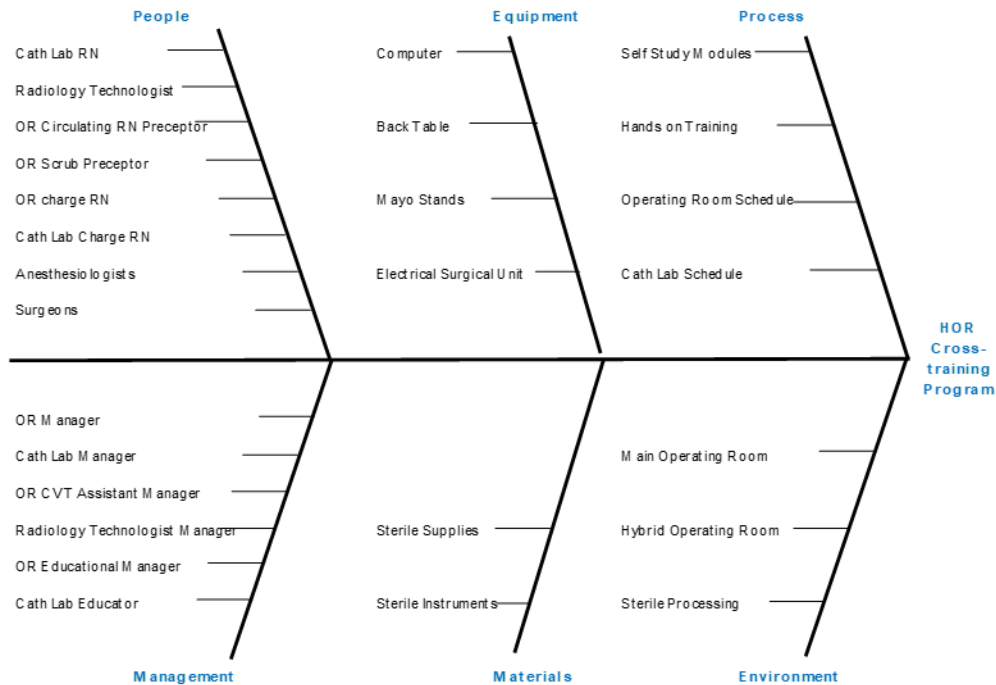 People
Equipment
Process
Cath Lab RN
Radiology Technologist
OR Circulating RN Preceptor
OR Scrub Preceptor
OR charge RN
Cath Lab Charge RN
Anesthesiologists
Surgeons
Computer
Back Table
Mayo Stands
Electrical Surgical Unit
Self Study Modules
Hands on Training
Operating Room Schedule
Cath Lab Schedule
HOR
Cross-
training
Program
OR Manager
Cath Lab Manager
OR CVT Assistant Manager
Radiology Technologist Manager
OR Educational Manager
Cath Lab Educator
Sterile Supplies
Sterile Instruments
Main Operating Room
Hybrid Operating Room
Sterile Processing
Management
Materials
Environment